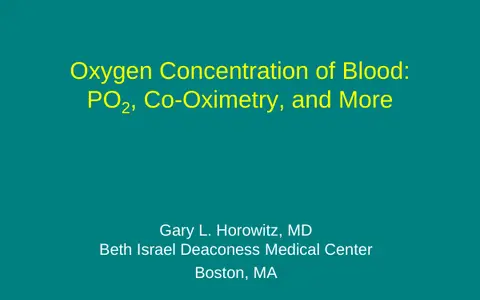 Oxygen Concentration of Blood:
PO₂, Co-Oximetry, and More
Gary L. Horowitz, MD
Beth Israel Deaconess Medical Center
Boston, MA